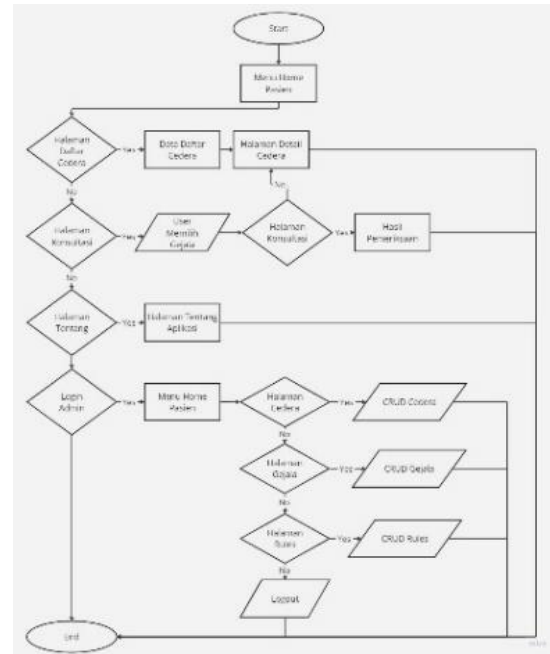 Start
Menu Home
Pasien
Halaman
Daftar
Cedera
Yes
Data Daftar
Cedera
Halaman Detail
Cedera
No
No
Halaman
Konsultasi
Yes
User
Memilih
Gejala
Halaman
Konsultasi
Yes
Hasil
Pemeriksaan
No
Halaman
Tentang
Yes
Halaman Tentang
Aplikasi
Login
Admin
Yes
Menu Home
Pasien
Halaman
Cedera
Yes
CRUD Cedera
No
Halaman
Gejala
Yes
CRUD Gejala
No
Halaman
Rules
Yes
CRUD Rules
No
Logout
End